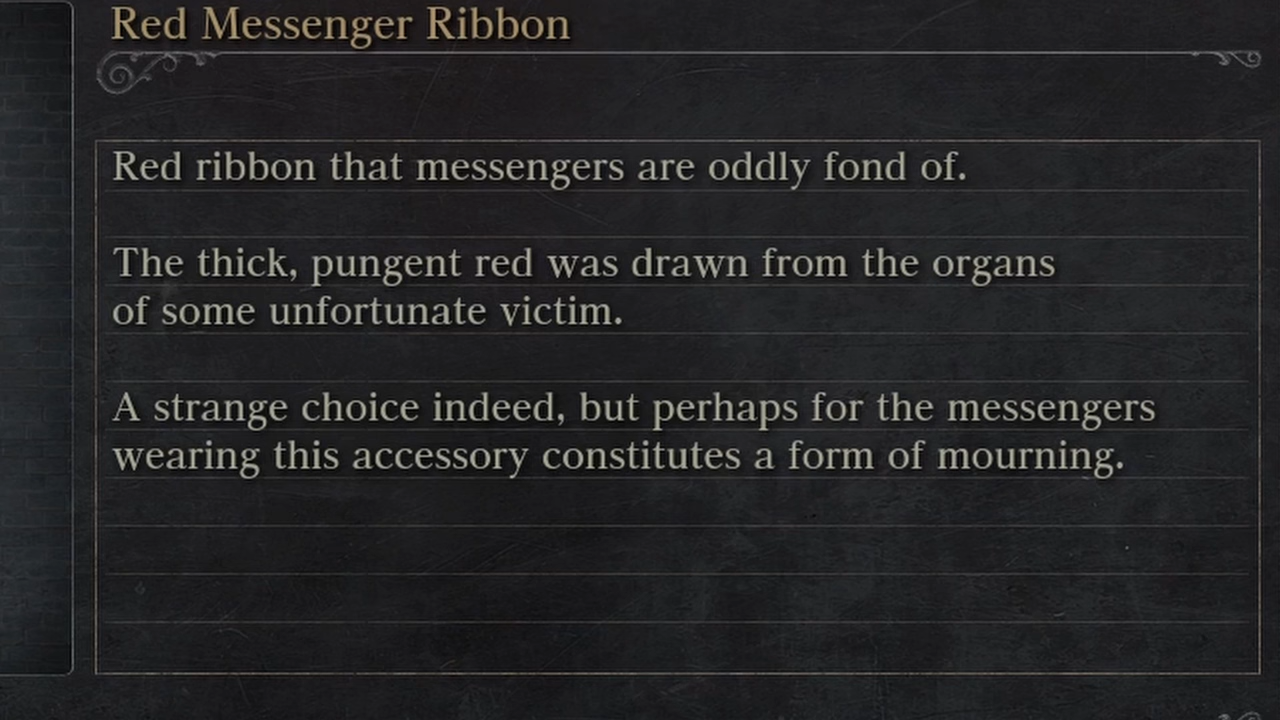 Red Messenger Ribbon
Red ribbon that messengers are oddly fond of.
The thick, pungent red was drawn from the organs
of some unfortunate victim.
A strange choice indeed, but perhaps for the messengers
wearing this accessory constitutes a form of mourning.